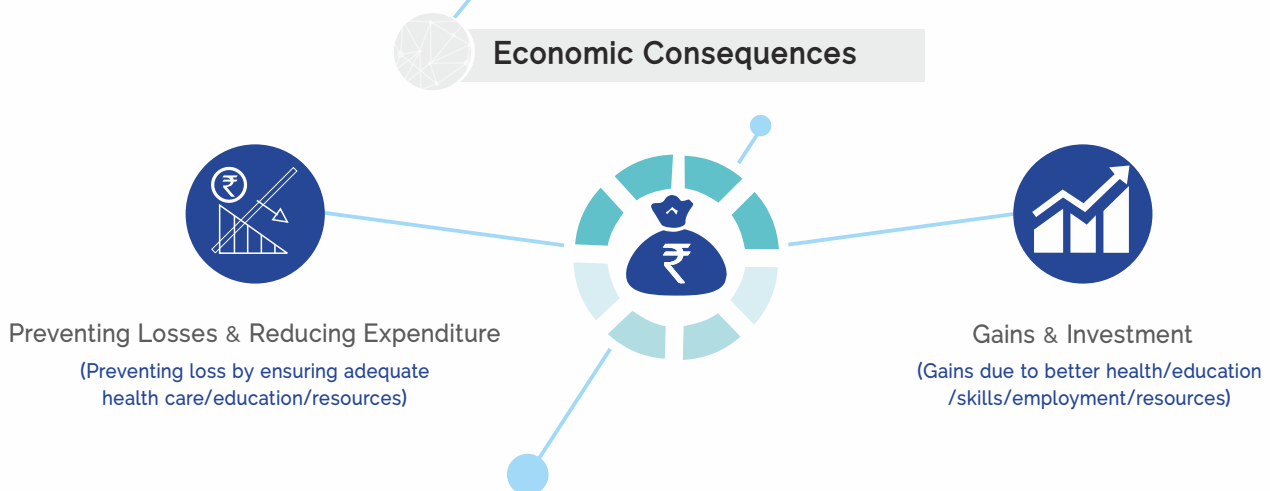 Economic Consequences
₹
₹
Preventing Losses & Reducing Expenditure
(Preventing loss by ensuring adequate
health care/education/resources)
Gains & Investment
(Gains due to better health/education
/skills/employment/resources)